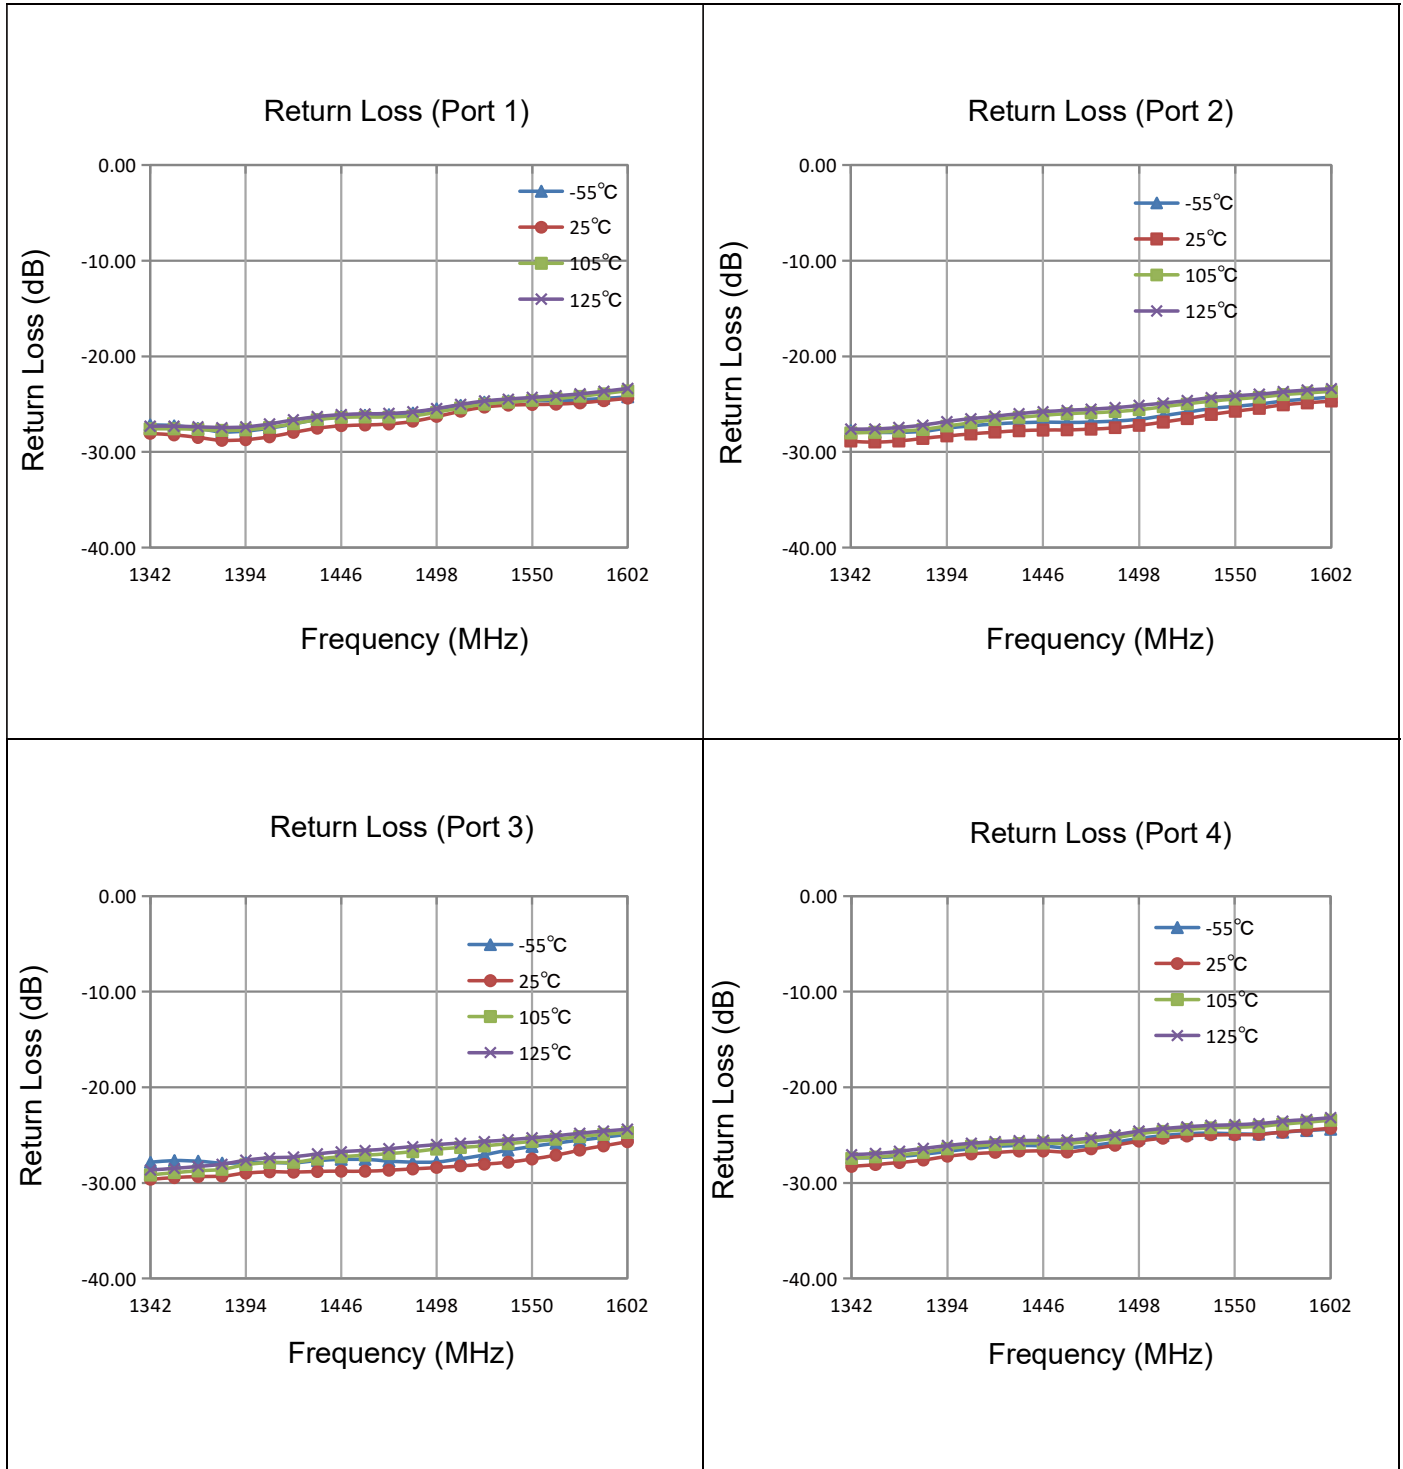 Return Loss (Port 1)
Return Loss (dB)
0.00
-10.00
-20.00
-30.00
-40.00
-55℃
25℃
105℃
125℃
1342 1394 1446 1498 1550 1602
Frequency (MHz)
Return Loss (Port 2)
Return Loss (dB)
0.00
-10.00
-20.00
-30.00
-40.00
-55℃
25℃
105℃
125℃
1342 1394 1446 1498 1550 1602
Frequency (MHz)
Return Loss (Port 3)
Return Loss (dB)
0.00
-10.00
-20.00
-30.00
-40.00
-55℃
25℃
105℃
125℃
1342 1394 1446 1498 1550 1602
Frequency (MHz)
Return Loss (Port 4)
Return Loss (dB)
0.00
-10.00
-20.00
-30.00
-40.00
-55℃
25℃
105℃
125℃
1342 1394 1446 1498 1550 1602
Frequency (MHz)